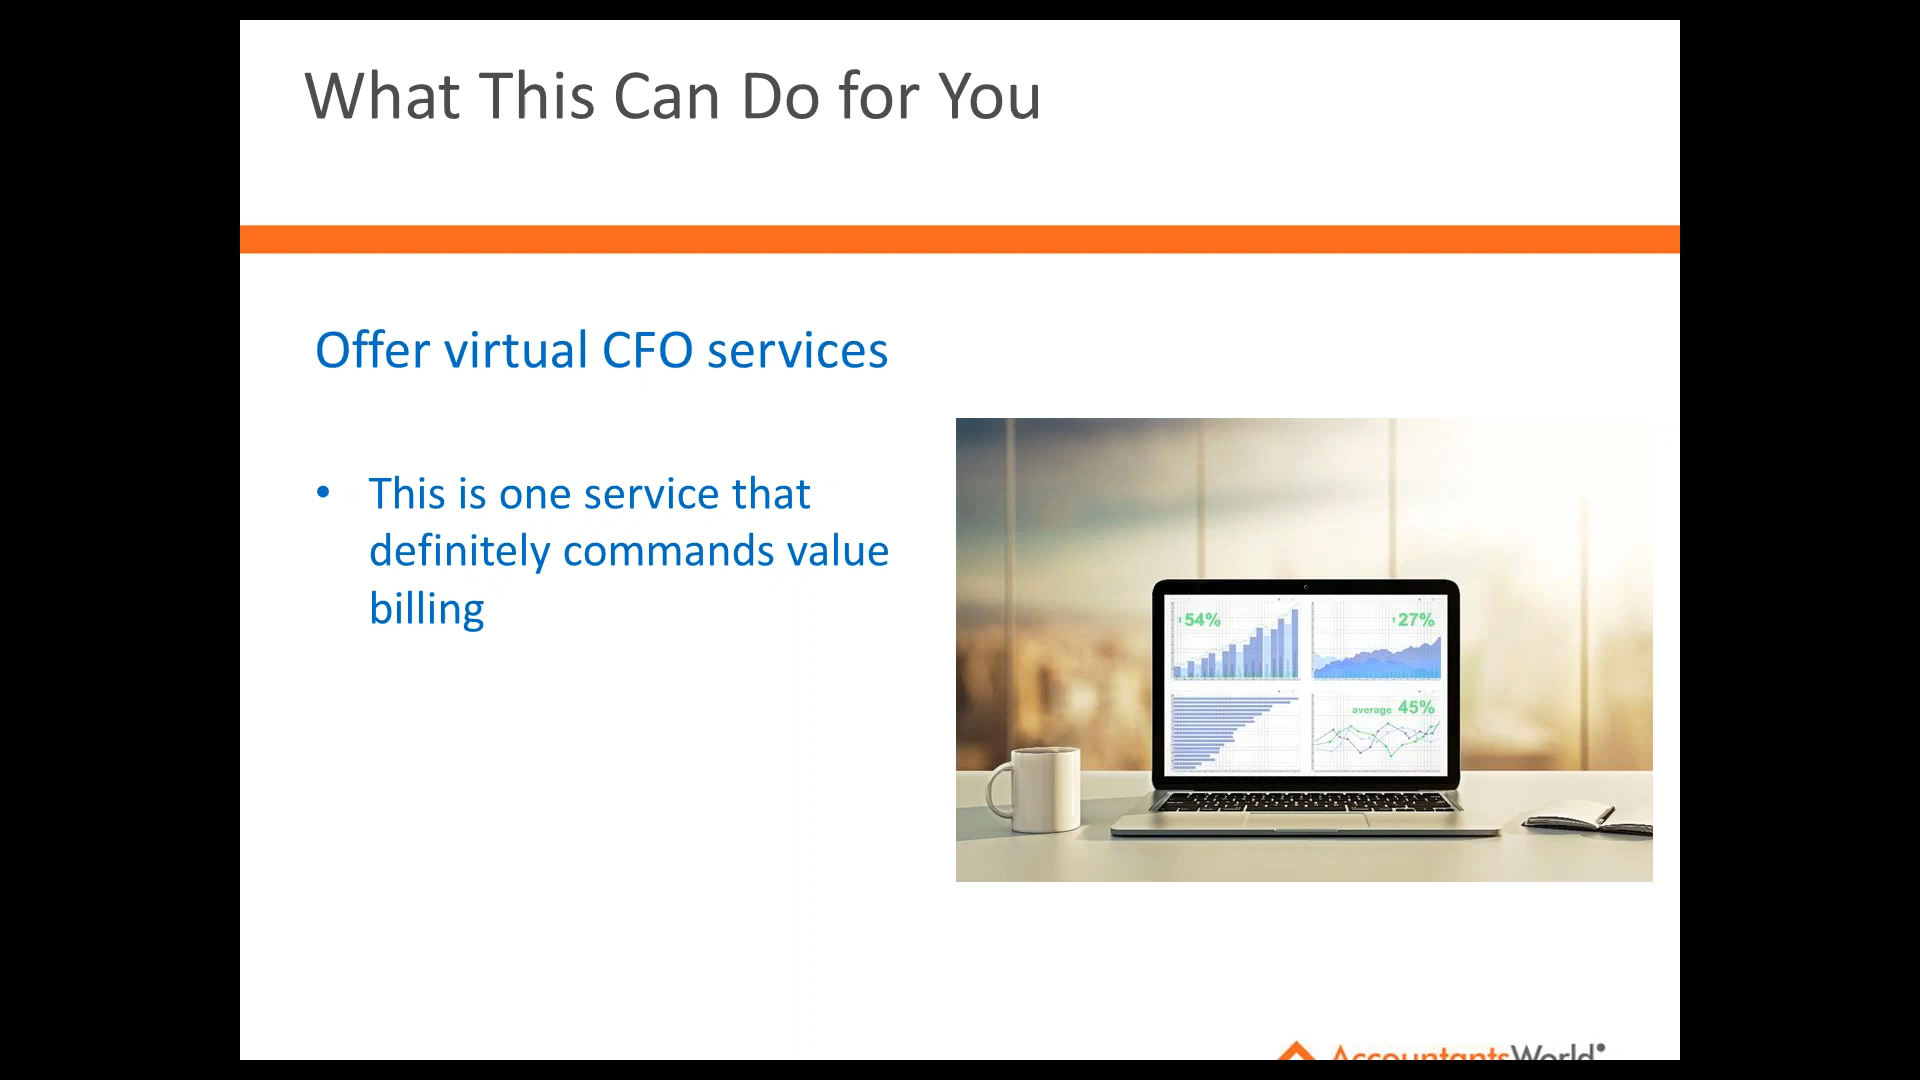 What This Can Do for You
Offer virtual CFO services
• This is one service that
definitely commands value
billing
54%
27%
average 45%
AccountantsWorld